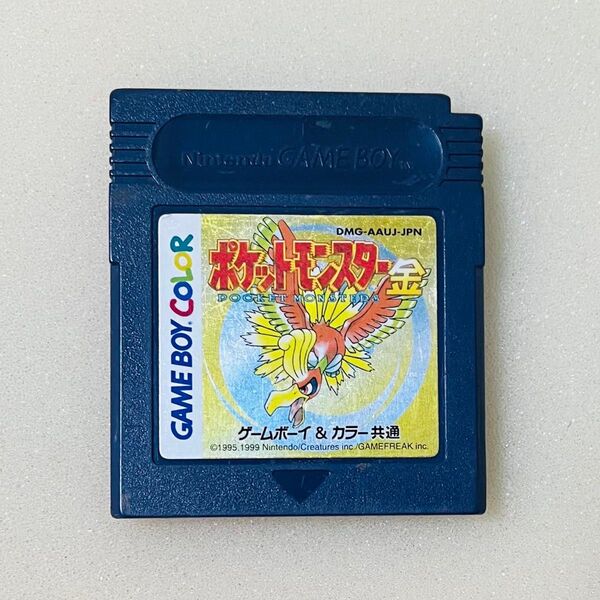 Nintendo GAME BOY TM
DMG-AAUJ-JPN
ポケットモンスター金
POCKET MONSTERS
GAME BOY COLOR
ゲームボーイ & カラー共通
©1995,1999 Nintendo/Creatures inc./GAMEFREAK inc.